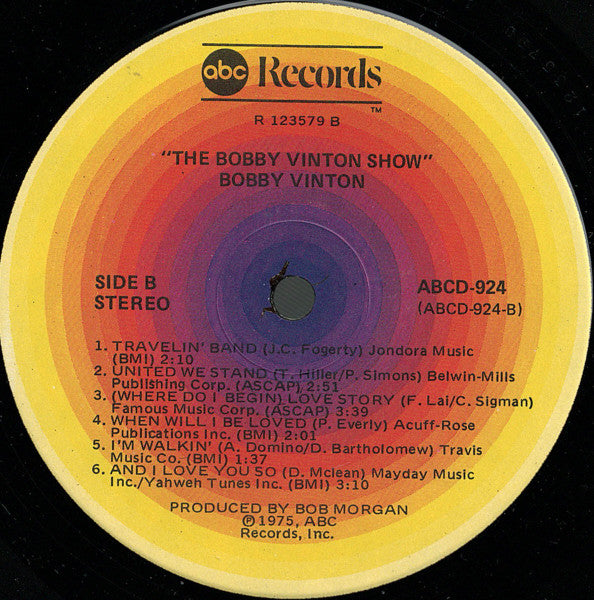 abc Records
TM
R 123579 B
"THE BOBBY VINTON SHOW"
BOBBY VINTON
SIDE B
STEREO
ABCD-924
(ABCD-924-B)
1. TRAVELIN' BAND (J.C. Fogerty) Jondora Music
(BMI) 2:10
2. UNITED WE STAND (T. Hiller/P. Simons) Belwin-Mills
Publishing Corp. (ASCAP) 2:51
3. (WHERE DO I BEGIN) LOVE STORY (F. Lai/C. Sigman)
Famous Music Corp. (ASCAP) 3:39
4. WHEN WILL I BE LOVED (P. Everly) Acuff-Rose
Publications Inc. (BMI) 2:01
5. I'M WALKIN' (A. Domino/D. Bartholomew) Travis
Music Co. (BMI) 1:37
6. AND I LOVE YOU SO (D. Mclean) Mayday Music
Inc./Yahweh Tunes Inc. (BMI) 3:10
PRODUCED BY BOB MORGAN
℗ 1975, ABC
Records, Inc.